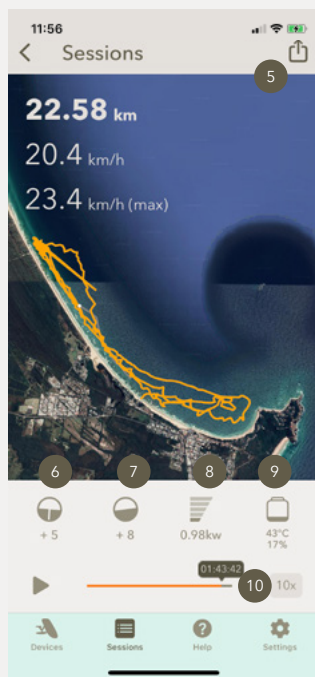 11:56
Sessions
5
22.58 km
20.4 km/h
23.4 km/h (max)
6 7 8 9
+ 5 + 8 0.98kw 43°C
17%
01:43:42
10 10x
Devices Sessions Help Settings